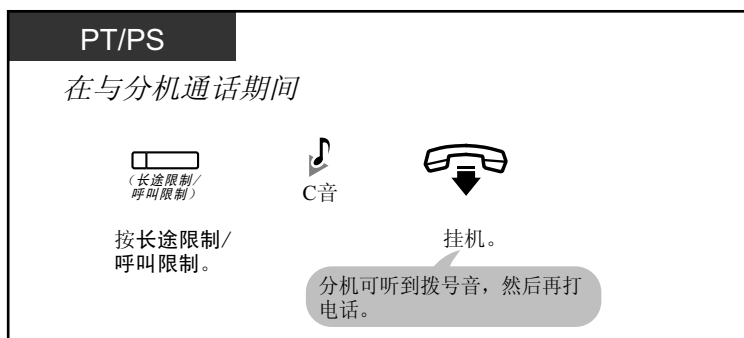 PT/PS
在与分机通话期间
（长途限制/
呼叫限制）
C音
按长途限制/
呼叫限制。
挂机。
分机可听到拨号音，然后再打
电话。